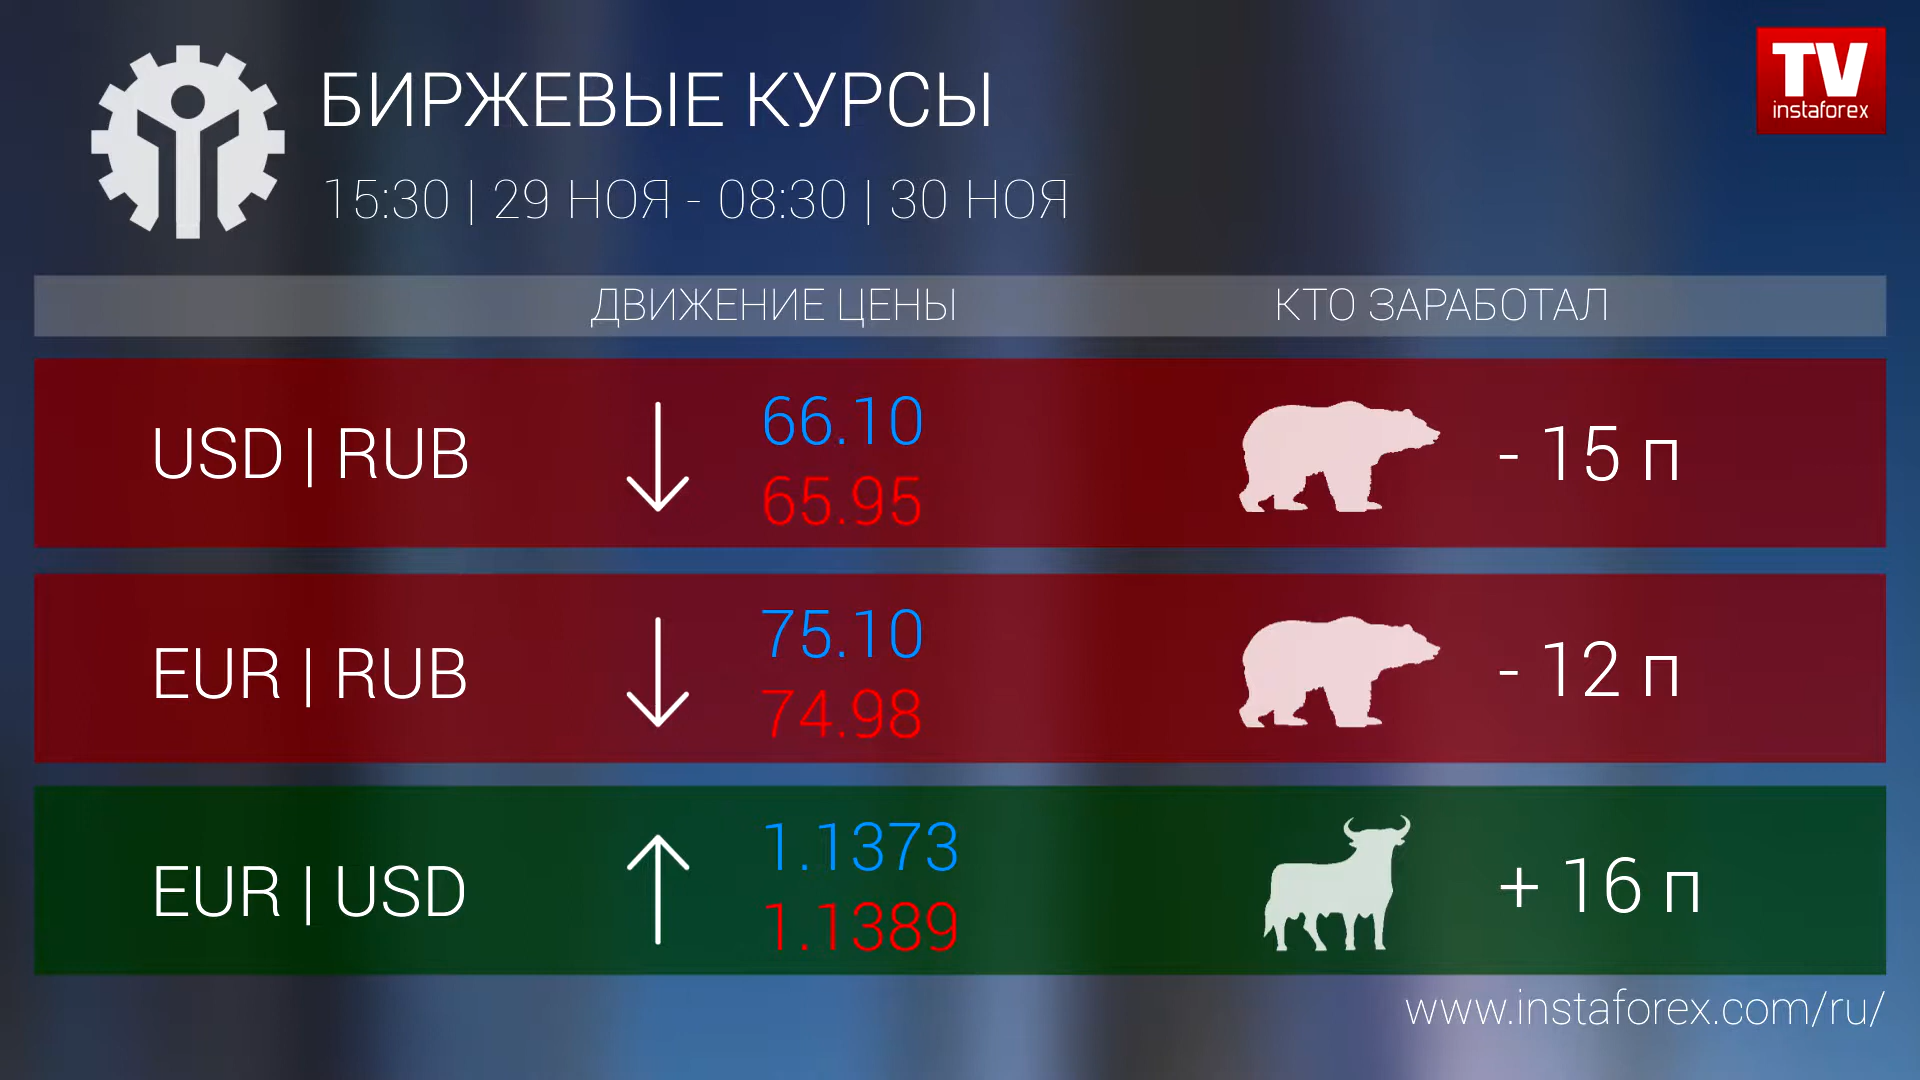 БИРЖЕВЫЕ КУРСЫ
TV
instaforex
15:30 | 29 НОЯ - 08:30 | 30 НОЯ
ДВИЖЕНИЕ ЦЕНЫ КТО ЗАРАБОТАЛ
USD | RUB 66.10 - 15 п
65.95
EUR | RUB 75.10 - 12 п
74.98
EUR | USD 1.1373 + 16 п
1.1389
www.instaforex.com/ru/